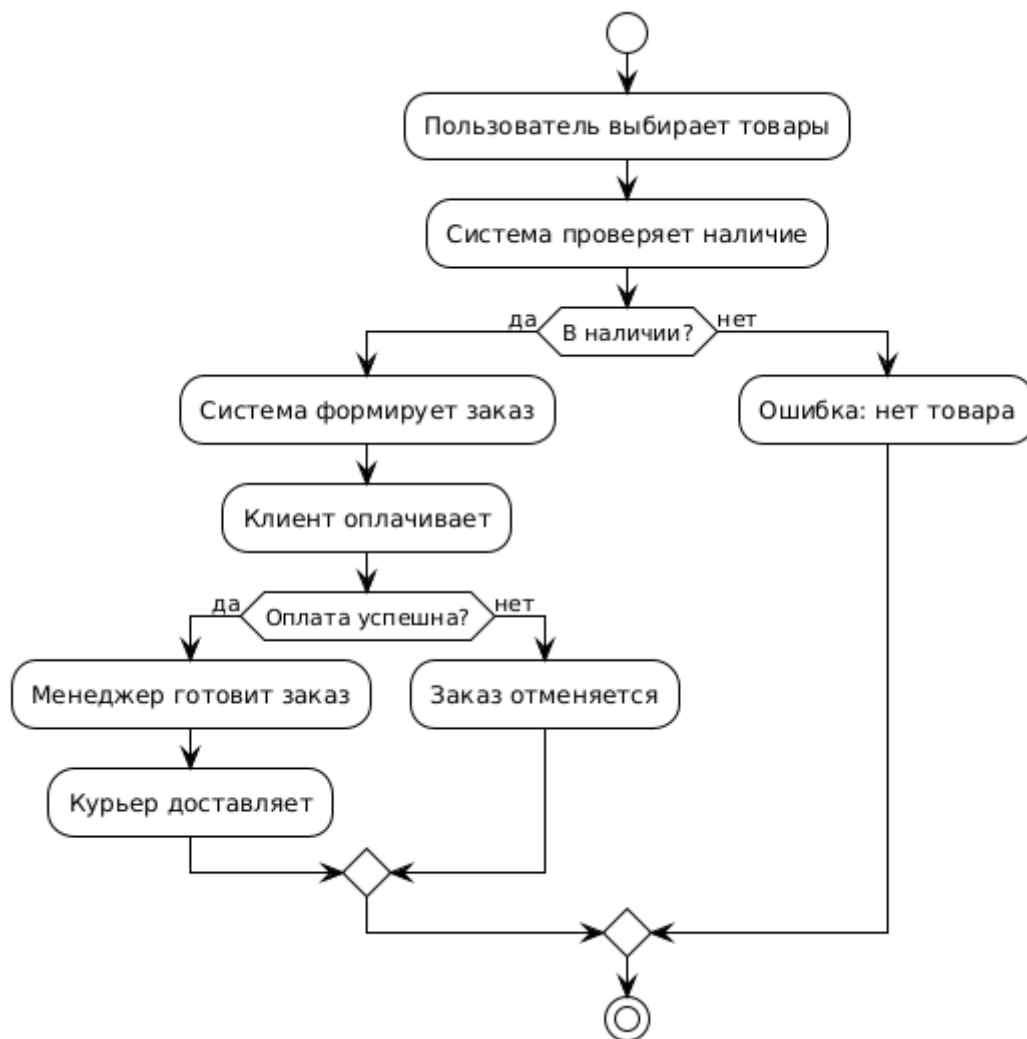 Пользователь выбирает товары
Система проверяет наличие
да
В наличии?
нет
Система формирует заказ
Ошибка: нет товара
Клиент оплачивает
да
Оплата успешна?
нет
Менеджер готовит заказ
Заказ отменяется
Курьер доставляет